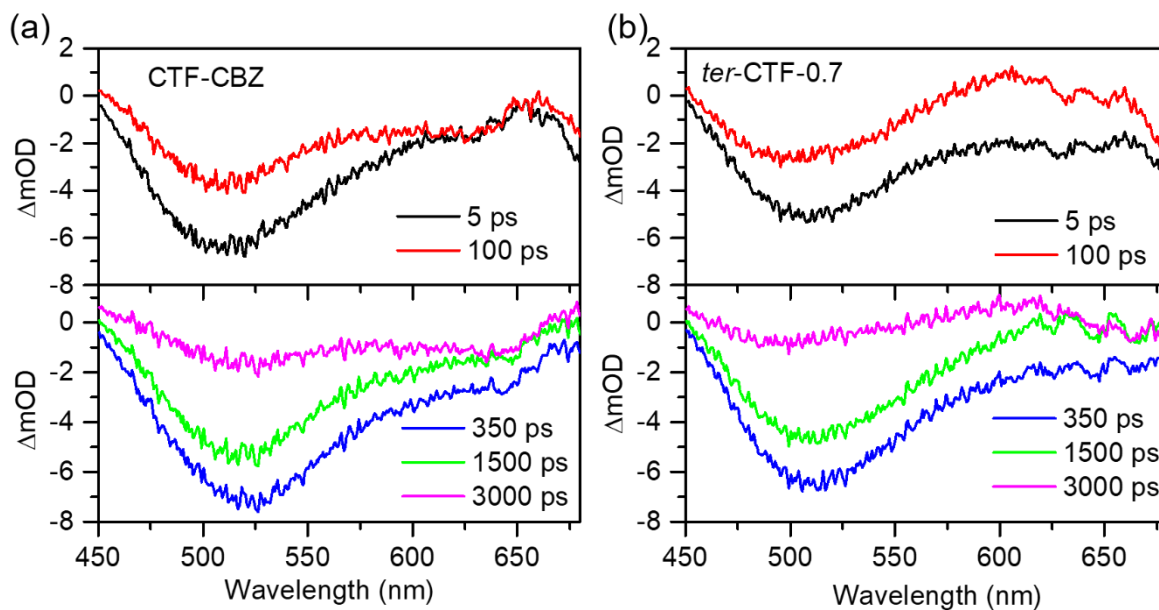 (a)
CTF-CBZ
2
0
-2
-4
-6
-8
ΔmOD
5 ps
100 ps
0
-2
-4
-6
-8
ΔmOD
350 ps
1500 ps
3000 ps
450 500 550 600 650
Wavelength (nm)
(b)
ter-CTF-0.7
2
0
-2
-4
-6
-8
ΔmOD
5 ps
100 ps
0
-2
-4
-6
-8
ΔmOD
350 ps
1500 ps
3000 ps
450 500 550 600 650
Wavelength (nm)